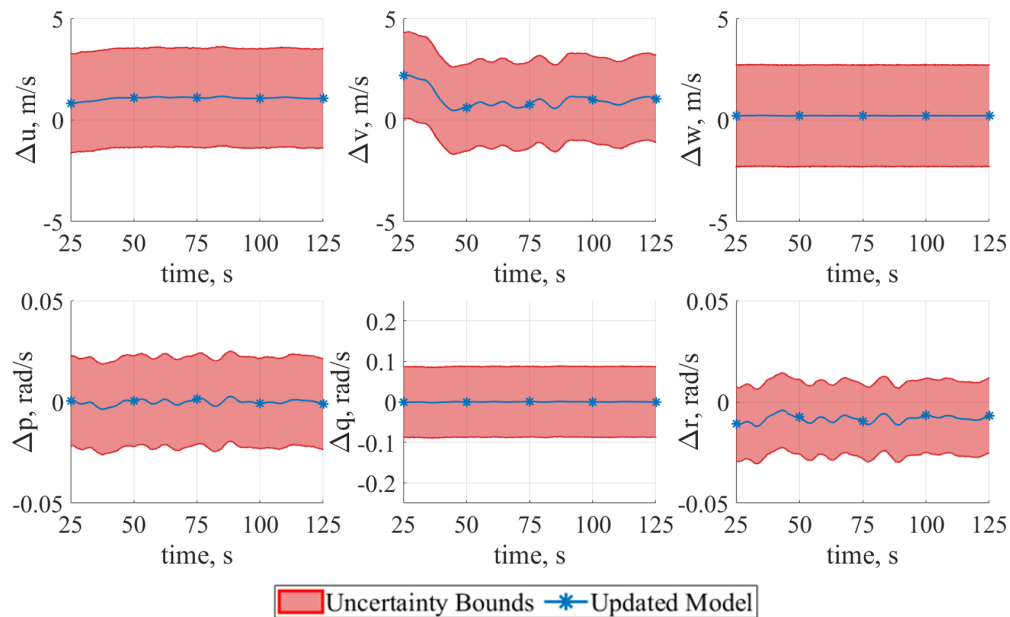 Δu, m/s
5
0
-5
25 50 75 100 125
time, s
Δv, m/s
5
0
-5
25 50 75 100 125
time, s
Δw, m/s
5
0
-5
25 50 75 100 125
time, s
Δp, rad/s
0.05
0
-0.05
25 50 75 100 125
time, s
Δq, rad/s
0.2
0.1
0
-0.1
-0.2
25 50 75 100 125
time, s
Δr, rad/s
0.05
0
-0.05
25 50 75 100 125
time, s
Uncertainty Bounds Updated Model